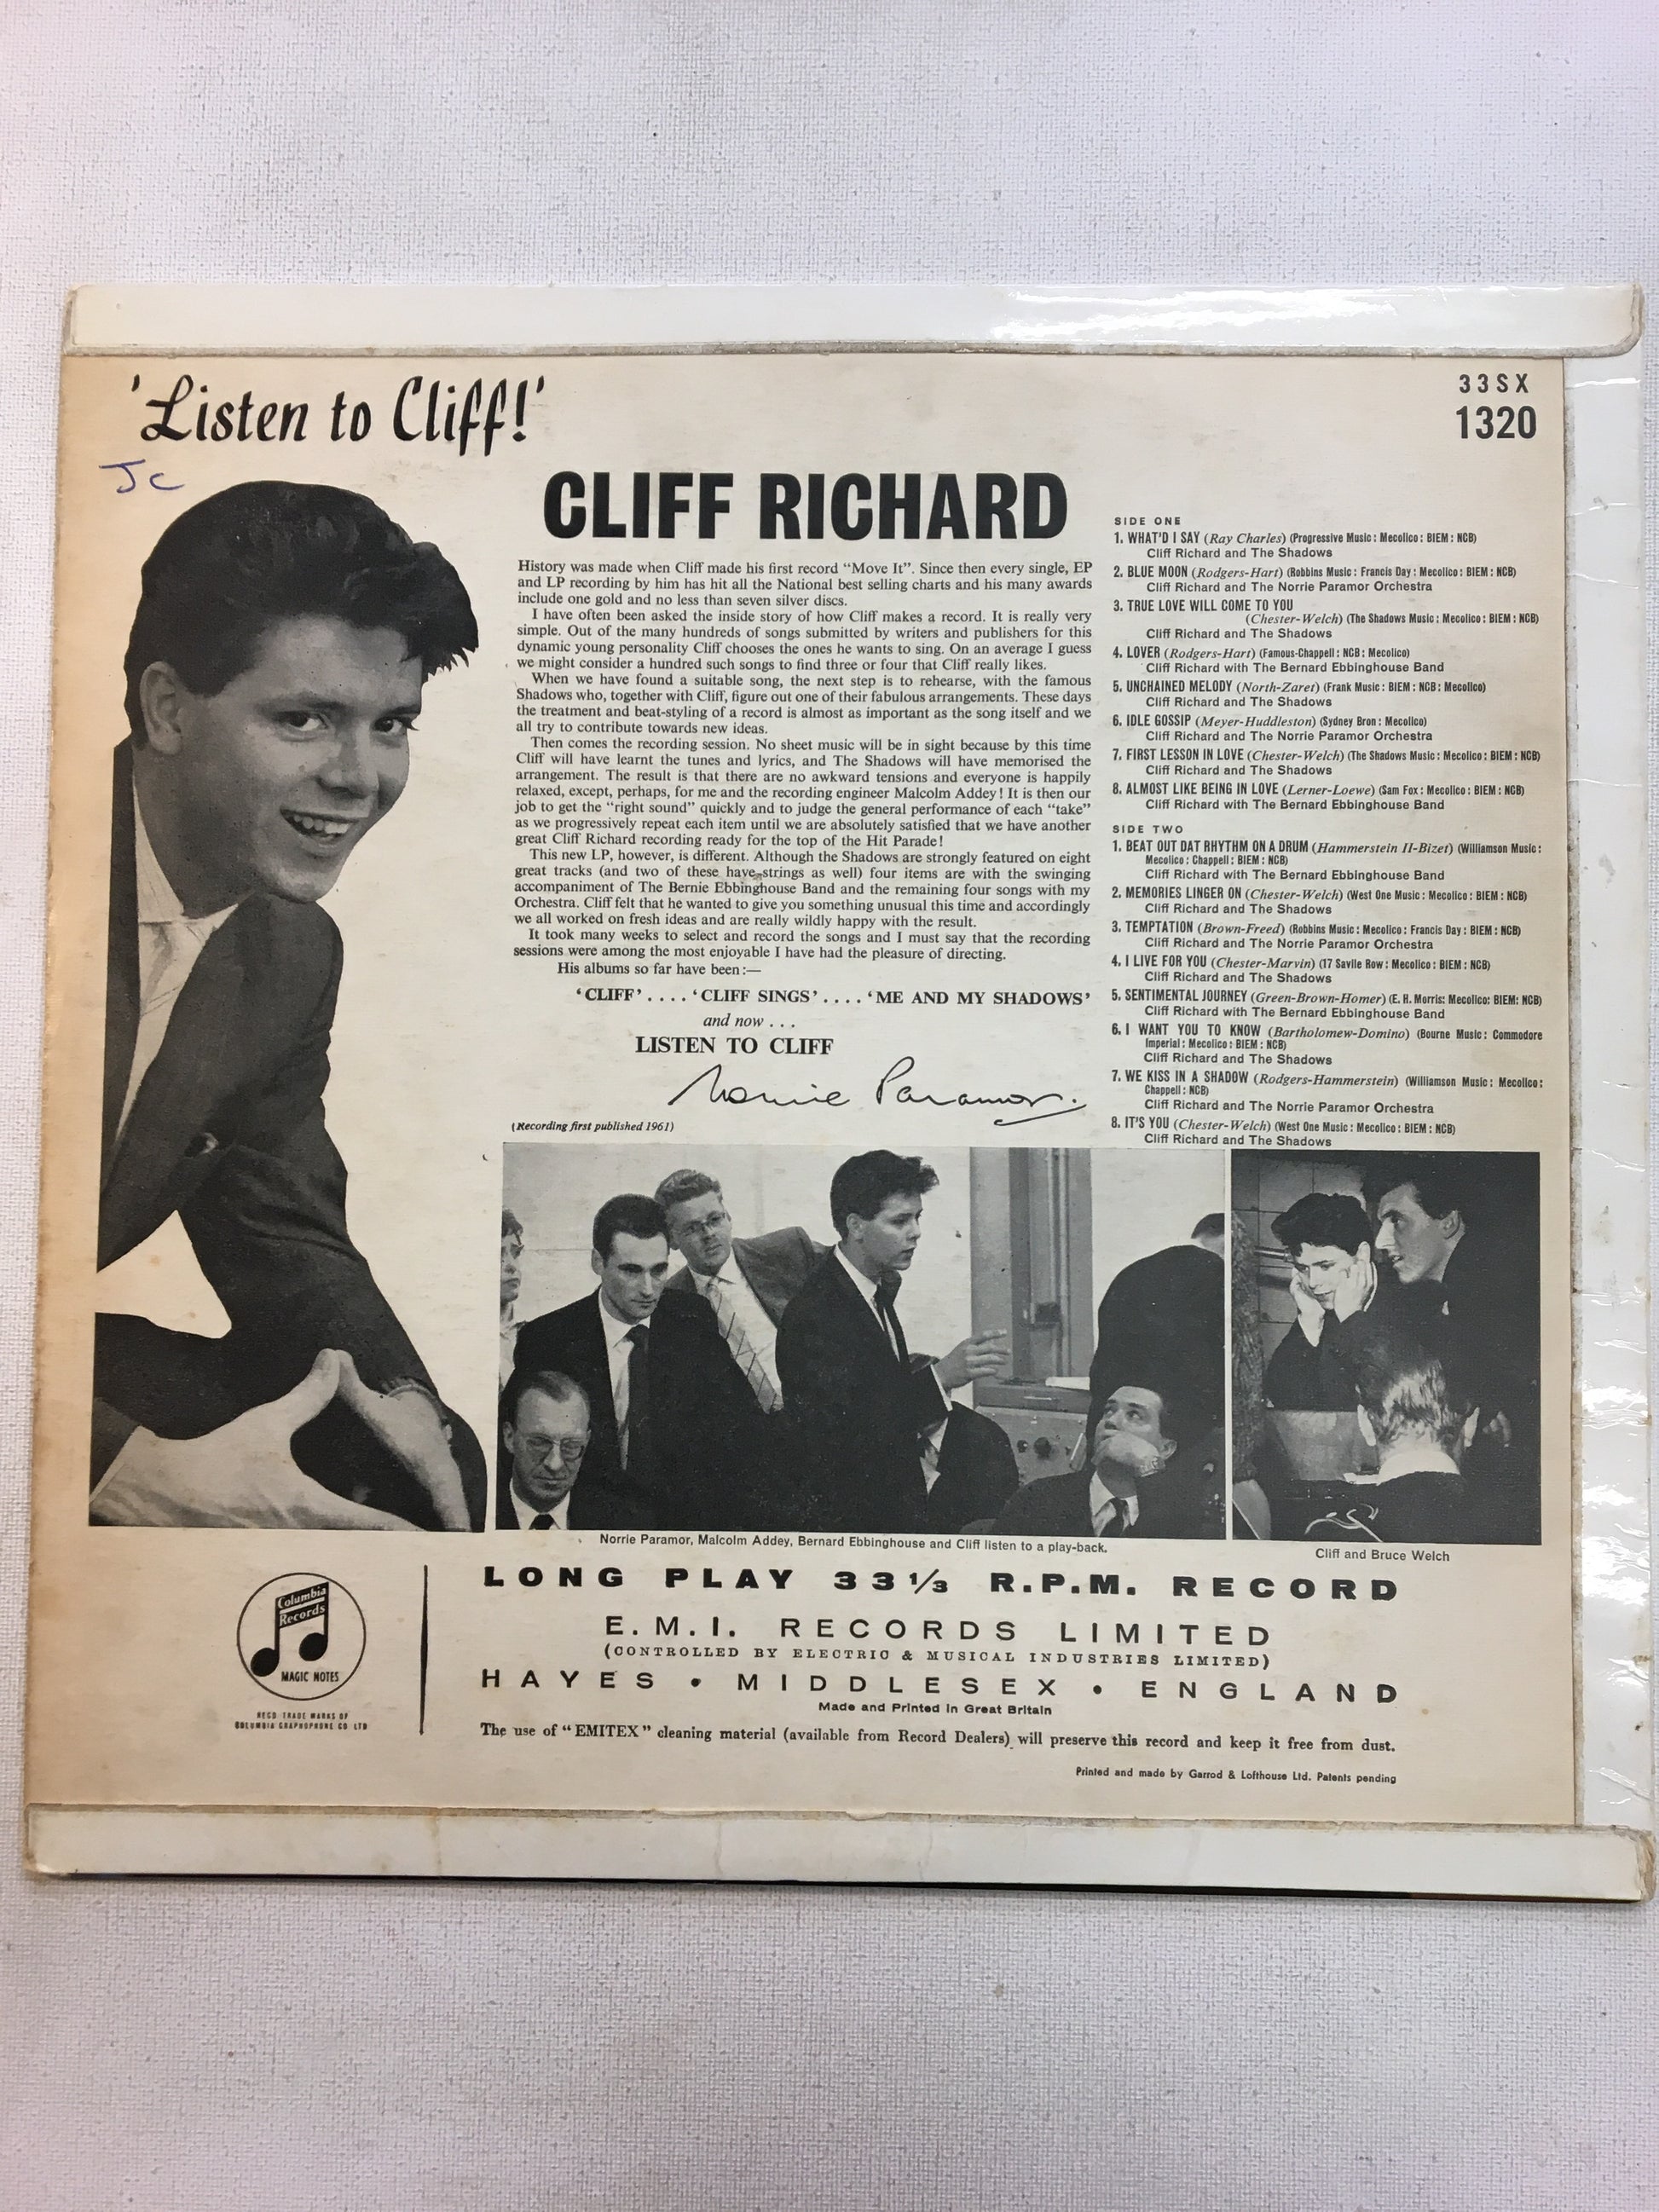 'Listen to Cliff!'
33SX
1320
JC
CLIFF RICHARD
History was made when Cliff made his first record “Move It”. Since then every single, EP
and LP recording by him has hit all the National best selling charts and his many awards
include one gold and no less than seven silver discs.
I have often been asked the inside story of how Cliff makes a record. It is really very
simple. Out of the many hundreds of songs submitted by writers and publishers for this
dynamic young personality Cliff chooses the ones he wants to sing. On an average I guess
we might consider a hundred such songs to find three or four that Cliff really likes.
When we have found a suitable song, the next step is to rehearse, with the famous
Shadows who, together with Cliff, figure out one of their fabulous arrangements. These days
the treatment and beat-styling of a record is almost as important as the song itself and we
all try to contribute towards new ideas.
Then comes the recording session. No sheet music will be in sight because by this time
Cliff will have learnt the tunes and lyrics, and The Shadows will have memorised the
arrangement. The result is that there are no awkward tensions and everyone is happily
relaxed, except, perhaps, for me and the recording engineer Malcolm Addey! It is then our
job to get the “right sound” quickly and to judge the general performance of each “take”
as we progressively repeat each item until we are absolutely satisfied that we have another
great Cliff Richard recording ready for the top of the Hit Parade!
This new LP, however, is different. Although the Shadows are strongly featured on eight
great tracks (and two of these have strings as well) four items are with the swinging
accompaniment of The Bernie Ebbinghouse Band and the remaining four songs with my
Orchestra. Cliff felt that he wanted to give you something unusual this time and accordingly
we all worked on fresh ideas and are really wildly happy with the result.
It took many weeks to select and record the songs and I must say that the recording
sessions were among the most enjoyable I have had the pleasure of directing.
His albums so far have been:—
‘CLIFF’ . . . . ‘CLIFF SINGS’ . . . . ‘ME AND MY SHADOWS’
and now . . .
LISTEN TO CLIFF
Norrie Paramor.
(Recording first published 1961)
SIDE ONE
1. WHAT'D I SAY (Ray Charles) (Progressive Music: Mecolico: BIEM: NCB)
Cliff Richard and The Shadows
2. BLUE MOON (Rodgers-Hart) (Robbins Music: Francis Day: Mecolico: BIEM: NCB)
Cliff Richard and The Norrie Paramor Orchestra
3. TRUE LOVE WILL COME TO YOU
(Chester-Welch) (The Shadows Music: Mecolico: BIEM: NCB)
Cliff Richard and The Shadows
4. LOVER (Rodgers-Hart) (Famous-Chappell: NCB: Mecolico)
Cliff Richard with The Bernard Ebbinghouse Band
5. UNCHAINED MELODY (North-Zaret) (Frank Music: BIEM: NCB: Mecolico)
Cliff Richard and The Shadows
6. IDLE GOSSIP (Meyer-Huddleston) (Sydney Bron: Mecolico)
Cliff Richard and The Norrie Paramor Orchestra
7. FIRST LESSON IN LOVE (Chester-Welch) (The Shadows Music: Mecolico: BIEM: NCB)
Cliff Richard and The Shadows
8. ALMOST LIKE BEING IN LOVE (Lerner-Loewe) (Sam Fox: Mecolico: BIEM: NCB)
Cliff Richard with The Bernard Ebbinghouse Band
SIDE TWO
1. BEAT OUT DAT RHYTHM ON A DRUM (Hammerstein II-Bizet) (Williamson Music:
Mecolico: Chappell: BIEM: NCB)
Cliff Richard with The Bernard Ebbinghouse Band
2. MEMORIES LINGER ON (Chester-Welch) (West One Music: Mecolico: BIEM: NCB)
Cliff Richard and The Shadows
3. TEMPTATION (Brown-Freed) (Robbins Music: Mecolico: Francis Day: BIEM: NCB)
Cliff Richard and The Norrie Paramor Orchestra
4. I LIVE FOR YOU (Chester-Marvin) (17 Savile Row: Mecolico: BIEM: NCB)
Cliff Richard and The Shadows
5. SENTIMENTAL JOURNEY (Green-Brown-Homer) (E. H. Morris: Mecolico: BIEM: NCB)
Cliff Richard with The Bernard Ebbinghouse Band
6. I WANT YOU TO KNOW (Bartholomew-Domino) (Bourne Music: Commodore
Imperial: Mecolico: BIEM: NCB)
Cliff Richard and The Shadows
7. WE KISS IN A SHADOW (Rodgers-Hammerstein) (Williamson Music: Mecolico:
Chappell: NCB)
Cliff Richard and The Norrie Paramor Orchestra
8. IT'S YOU (Chester-Welch) (West One Music: Mecolico: BIEM: NCB)
Cliff Richard and The Shadows
Norrie Paramor, Malcolm Addey, Bernard Ebbinghouse and Cliff listen to a play-back.
Cliff and Bruce Welch
Columbia
Records
MAGIC NOTES
REGD TRADE MARKS OF
COLUMBIA GRAPHOPHONE CO LTD
LONG PLAY 33⅓ R.P.M. RECORD
E.M.I. RECORDS LIMITED
(CONTROLLED BY ELECTRIC & MUSICAL INDUSTRIES LIMITED)
HAYES • MIDDLESEX • ENGLAND
Made and Printed in Great Britain
The use of “EMITEX” cleaning material (available from Record Dealers) will preserve this record and keep it free from dust.
Printed and made by Garrod & Lofthouse Ltd. Patents pending